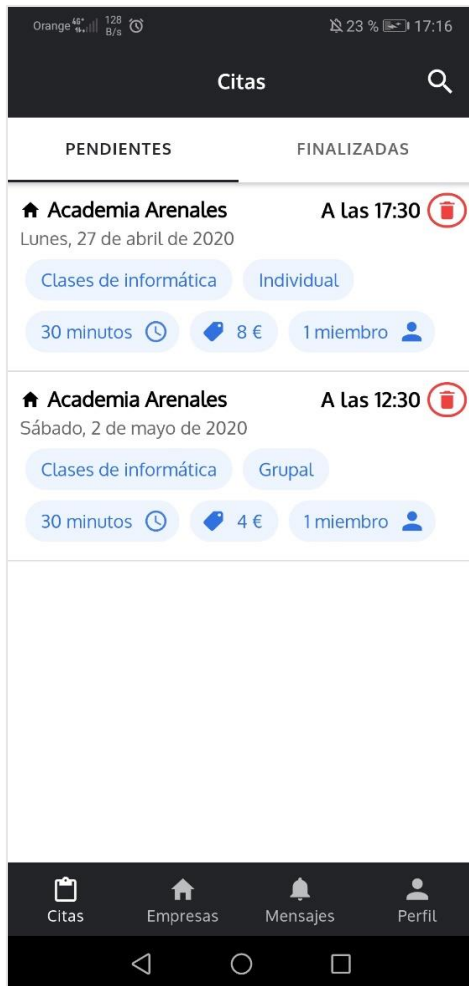 Orange 46+ 128 B/s 23 % 17:16
Citas
PENDIENTES FINALIZADAS
Academia Arenales A las 17:30
Lunes, 27 de abril de 2020
Clases de informática Individual
30 minutos 8 € 1 miembro
Academia Arenales A las 12:30
Sábado, 2 de mayo de 2020
Clases de informática Grupal
30 minutos 4 € 1 miembro
Citas Empresas Mensajes Perfil